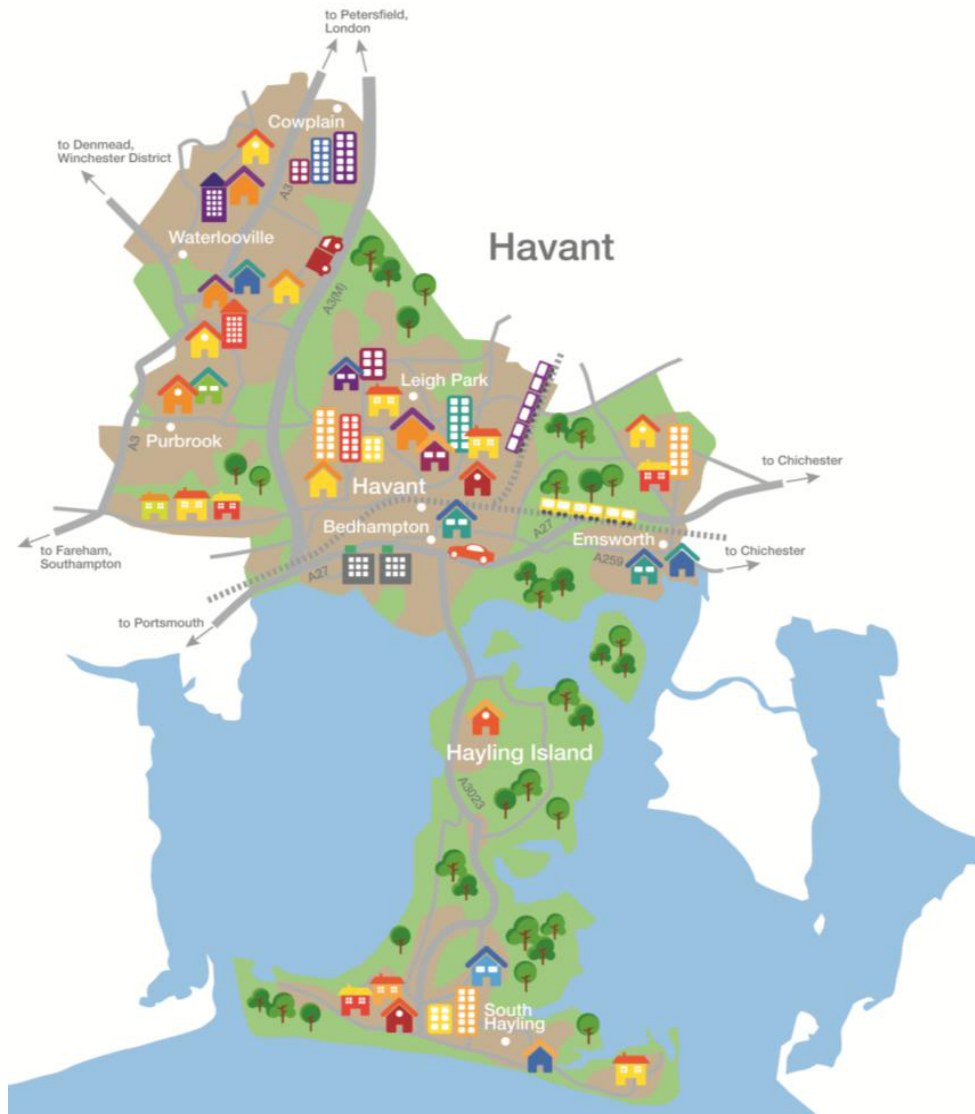 to Petersfield,
London
Cowplain
to Denmead,
Winchester District
A3
Waterlooville
Havant
A3(M)
Leigh Park
A3
Purbrook
to Chichester
Havant
Bedhampton
A27
Emsworth
to Fareham,
Southampton
A27
A259
to Chichester
to Portsmouth
Hayling Island
A3023
South
Hayling